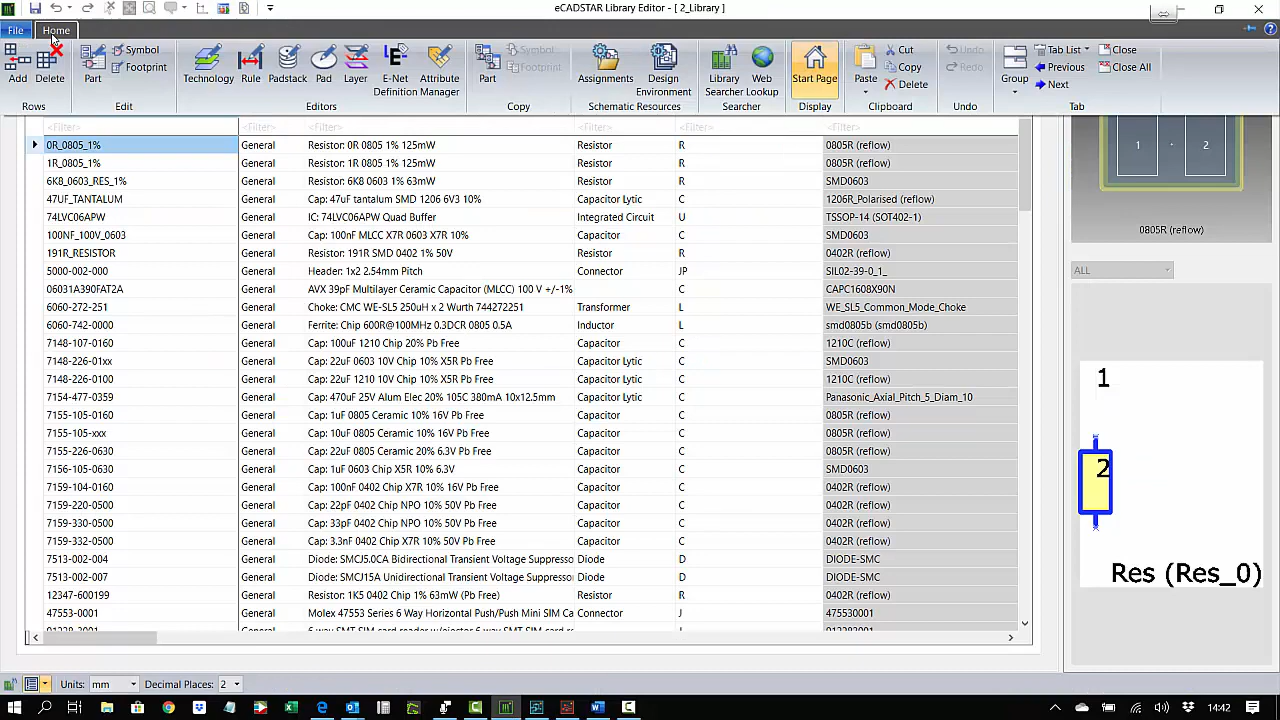 eCADSTAR Library Editor - [ 2_Library ]
File Home
Add Delete Part Symbol Footprint Technology Rule Padstack Pad Layer E-Net Definition Attribute Manager Part Symbol Footprint Assignments Design Environment Library Searcher Web Lookup Start Page Paste Cut Copy Delete Undo Redo Group Tab List Previous Next Close Close All
Rows Edit Editors Copy Schematic Resources Searcher Display Clipboard Undo Tab
<Filter> <Filter> <Filter> <Filter> <Filter> <Filter>
0R_0805_1% General Resistor: 0R 0805 1% 125mW Resistor R 0805R (reflow)
1R_0805_1% General Resistor: 1R 0805 1% 125mW Resistor R 0805R (reflow)
6K8_0603_RES_1% General Resistor: 6K8 0603 1% 63mW Resistor R SMD0603
47UF_TANTALUM General Cap: 47uf tantalum SMD 1206 6V3 10% Capacitor Lytic C 1206R_Polarised (reflow)
74LVC06APW General IC: 74LVC06APW Quad Buffer Integrated Circuit U TSSOP-14 (SOT402-1)
100NF_100V_0603 General Cap: 100nF MLCC X7R 0603 X7R 10% Capacitor C SMD0603
191R_RESISTOR General Resistor: 191R SMD 0402 1% 50V Resistor R 0402R (reflow)
5000-002-000 General Header: 1x2 2.54mm Pitch Connector JP SIL02-39-0_1_
06031A390FAT2A General AVX 39pF Multilayer Ceramic Capacitor (MLCC) 100 V +/-1% C CAPC1608X90N
6060-272-251 General Choke: CMC WE-SL5 250uH x 2 Wurth 744272251 Transformer L WE_SL5_Common_Mode_Choke
6060-742-0000 General Ferrite: Chip 600R@100MHz 0.3DCR 0805 0.5A Inductor L smd0805b (smd0805b)
7148-107-0160 General Cap: 100uF 1210 Chip 20% Pb Free Capacitor C 1210C (reflow)
7148-226-01xx General Cap: 22uF 0603 10V Chip 10% X5R Pb Free Capacitor Lytic C SMD0603
7148-226-0100 General Cap: 22uF 1210 10V Chip 10% X5R Pb Free Capacitor Lytic C 1210C (reflow)
7154-477-0359 General Cap: 470uF 25V Alum Elec 20% 105C 380mA 10x12.5mm Capacitor Lytic C Panasonic_Axial_Pitch_5_Diam_10
7155-105-0160 General Cap: 1uF 0805 Ceramic 10% 16V Pb Free Capacitor C 0805R (reflow)
7155-105-xxx General Cap: 10uF 0805 Ceramic 10% 16V Pb Free Capacitor C 0805R (reflow)
7155-226-0630 General Cap: 22uF 0805 Ceramic 20% 6.3V Pb Free Capacitor C 0805R (reflow)
7156-105-0630 General Cap: 1uF 0603 Chip X5R 10% 6.3V Capacitor C SMD0603
7159-104-0160 General Cap: 100nF 0402 Chip X7R 10% 16V Pb Free Capacitor C 0402R (reflow)
7159-220-0500 General Cap: 22pF 0402 Chip NPO 10% 50V Pb Free Capacitor C 0402R (reflow)
7159-330-0500 General Cap: 33pF 0402 Chip NPO 10% 50V Pb Free Capacitor C 0402R (reflow)
7159-332-0500 General Cap: 3.3nF 0402 Chip X7R 10% 50V Pb Free Capacitor C 0402R (reflow)
7513-002-004 General Diode: SMCJ5.0CA Bidirectional Transient Voltage Suppresso Diode D DIODE-SMC
7513-002-007 General Diode: SMCJ15A Unidirectional Transient Voltage Suppresso Diode D DIODE-SMC
12347-600199 General Resistor: 1K5 0402 Chip 1% 63mW (Pb Free) Resistor R 0402R (reflow)
47553-0001 General Molex 47553 Series 6 Way Horizontal Push/Push Mini SIM Ca Connector J 475530001
1 2
0805R (reflow)
ALL
1
2
Res (Res_0)
Units: mm Decimal Places: 2
14:42